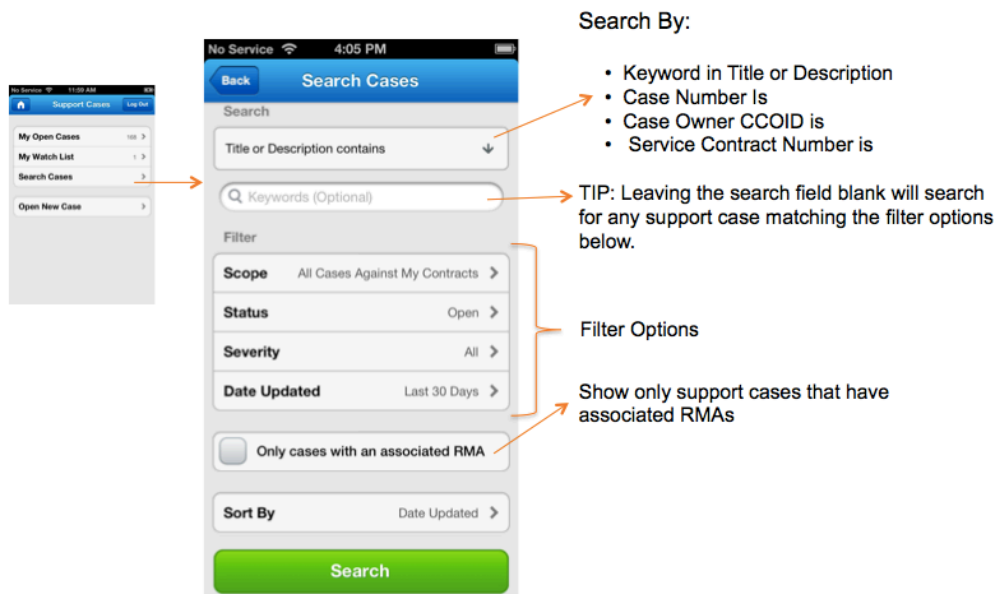 No Service 11:59 AM
Support Cases Log Out
My Open Cases 168
My Watch List 1
Search Cases
Open New Case
No Service 4:05 PM
Back Search Cases
Search
Title or Description contains
Keywords (Optional)
Filter
Scope All Cases Against My Contracts
Status Open
Severity All
Date Updated Last 30 Days
Only cases with an associated RMA
Sort By Date Updated
Search
Search By:
• Keyword in Title or Description
• Case Number Is
• Case Owner CCOID is
• Service Contract Number is
TIP: Leaving the search field blank will search
for any support case matching the filter options
below.
Filter Options
Show only support cases that have
associated RMAs